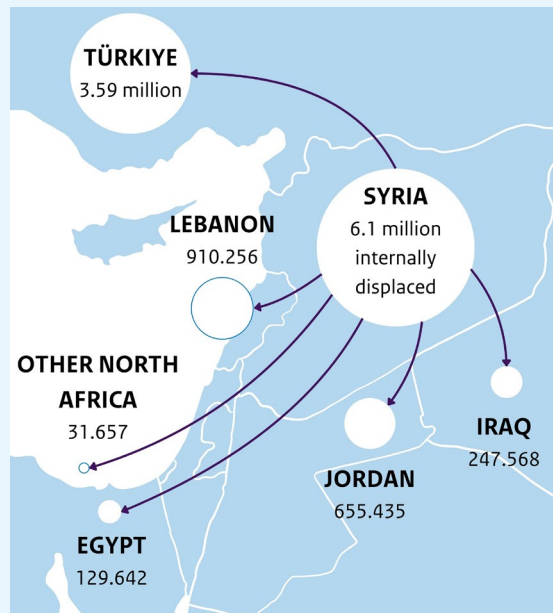 TÜRKIYE
3.59 million
SYRIA
6.1 million
internally
displaced
LEBANON
910.256
OTHER NORTH
AFRICA
31.657
IRAQ
247.568
JORDAN
655.435
EGYPT
129.642